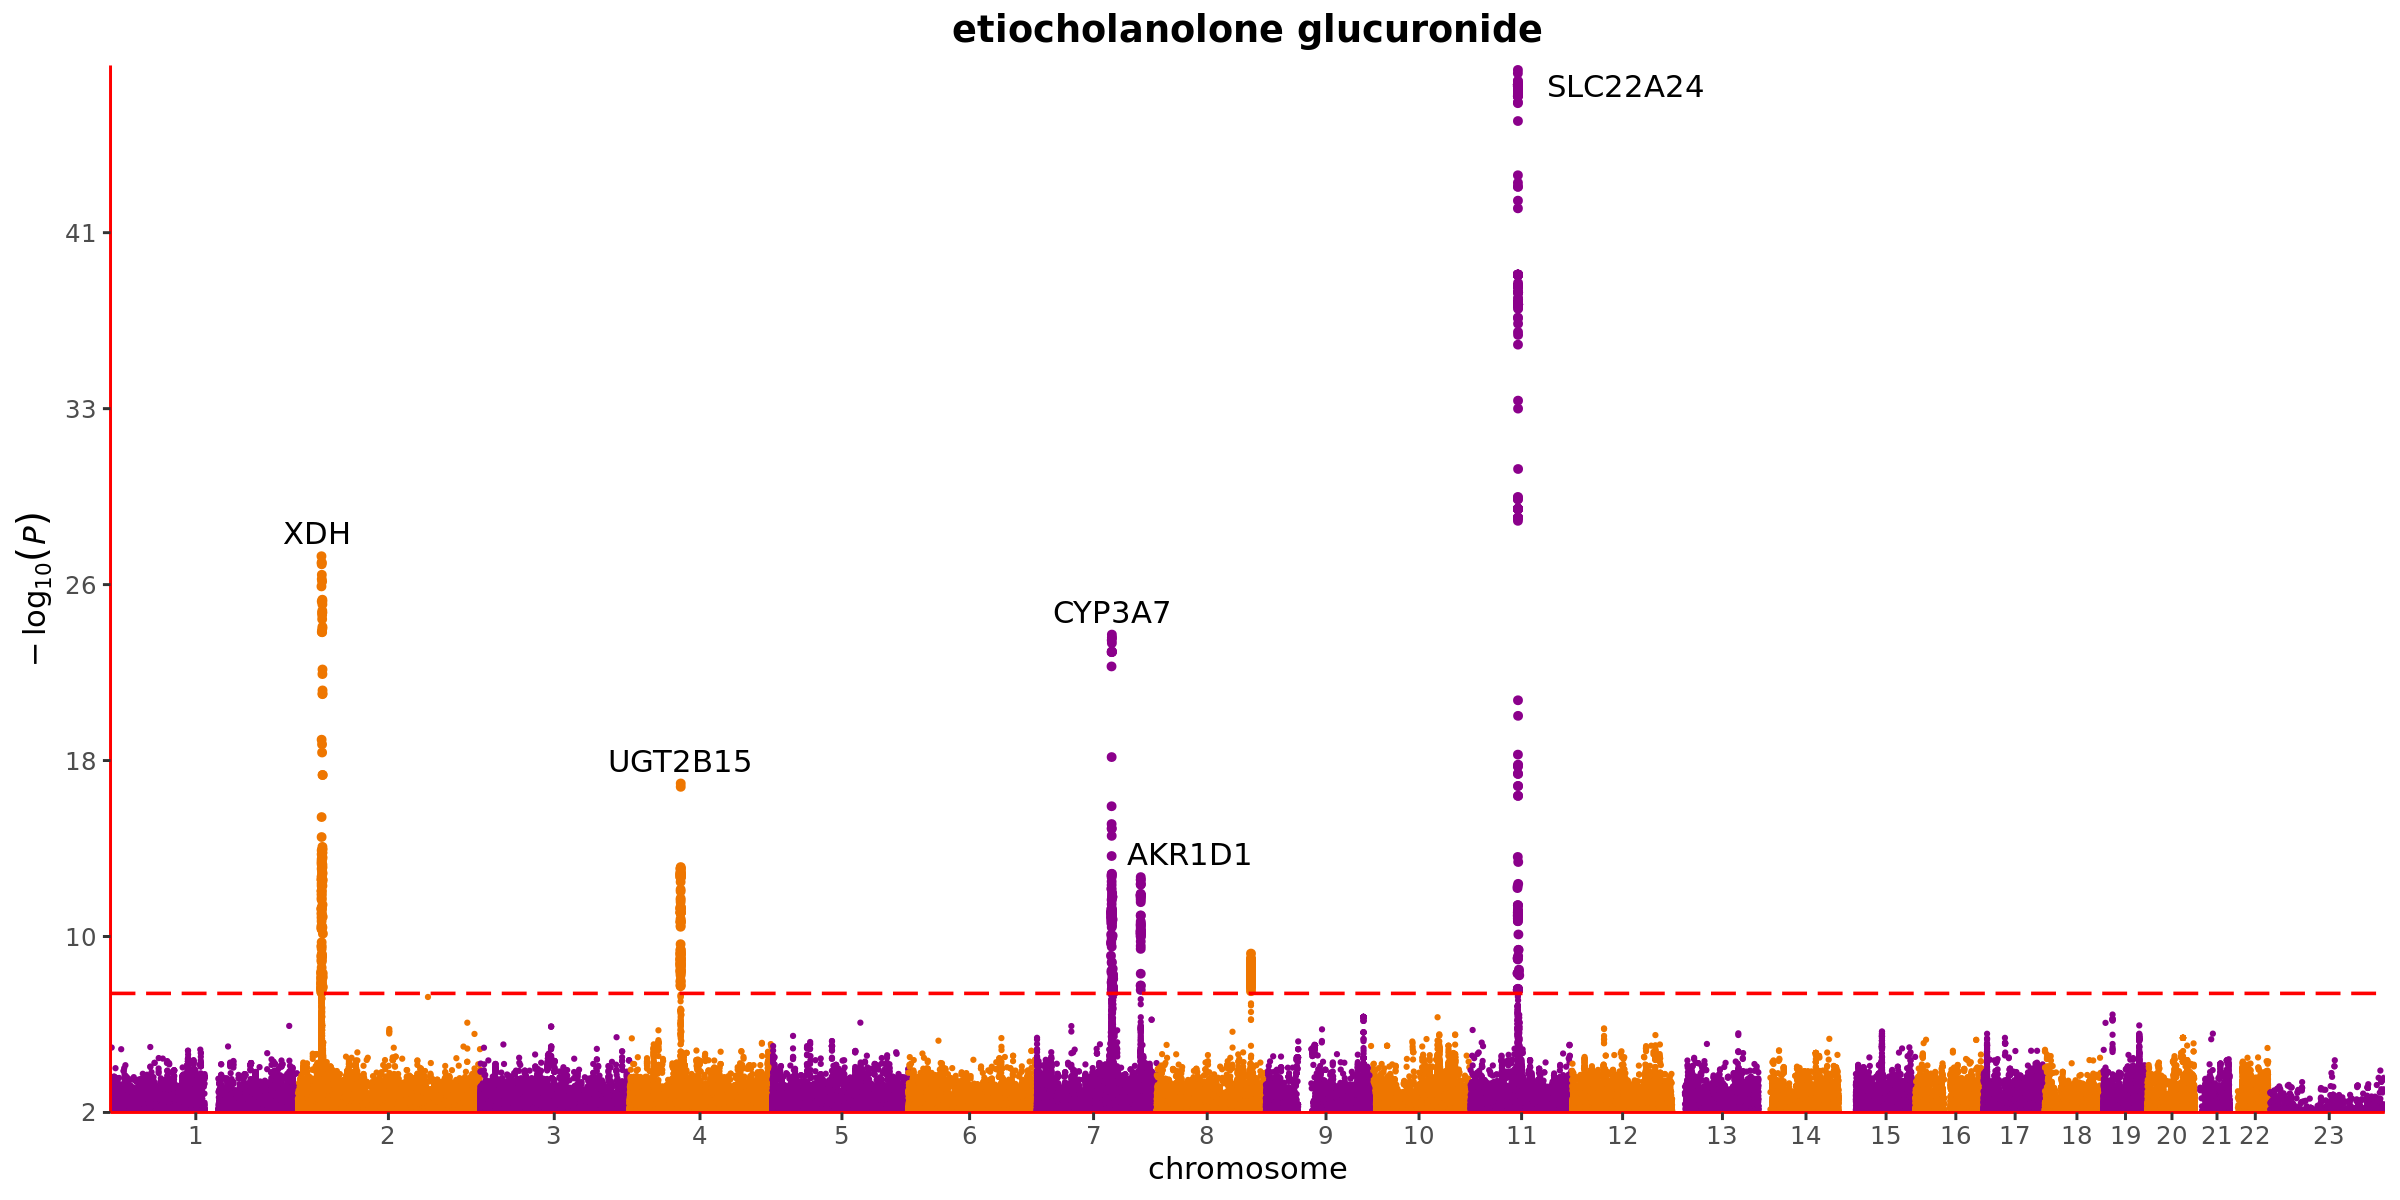 etiocholanolone glucuronide
SLC22A24
XDH
CYP3A7
UGT2B15
AKR1D1
− log10(P)
41
33
26
18
10
2
1 2 3 4 5 6 7 8 9 10 11 12 13 14 15 16 17 18 19 20 21 22 23
chromosome